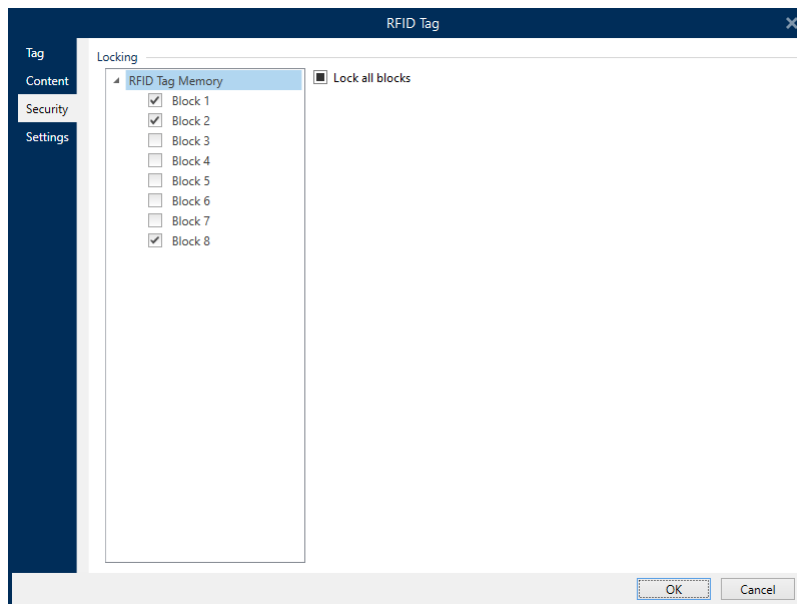 RFID Tag
Tag
Content
Security
Settings
Locking
RFID Tag Memory
Block 1
Block 2
Block 3
Block 4
Block 5
Block 6
Block 7
Block 8
Lock all blocks
OK
Cancel